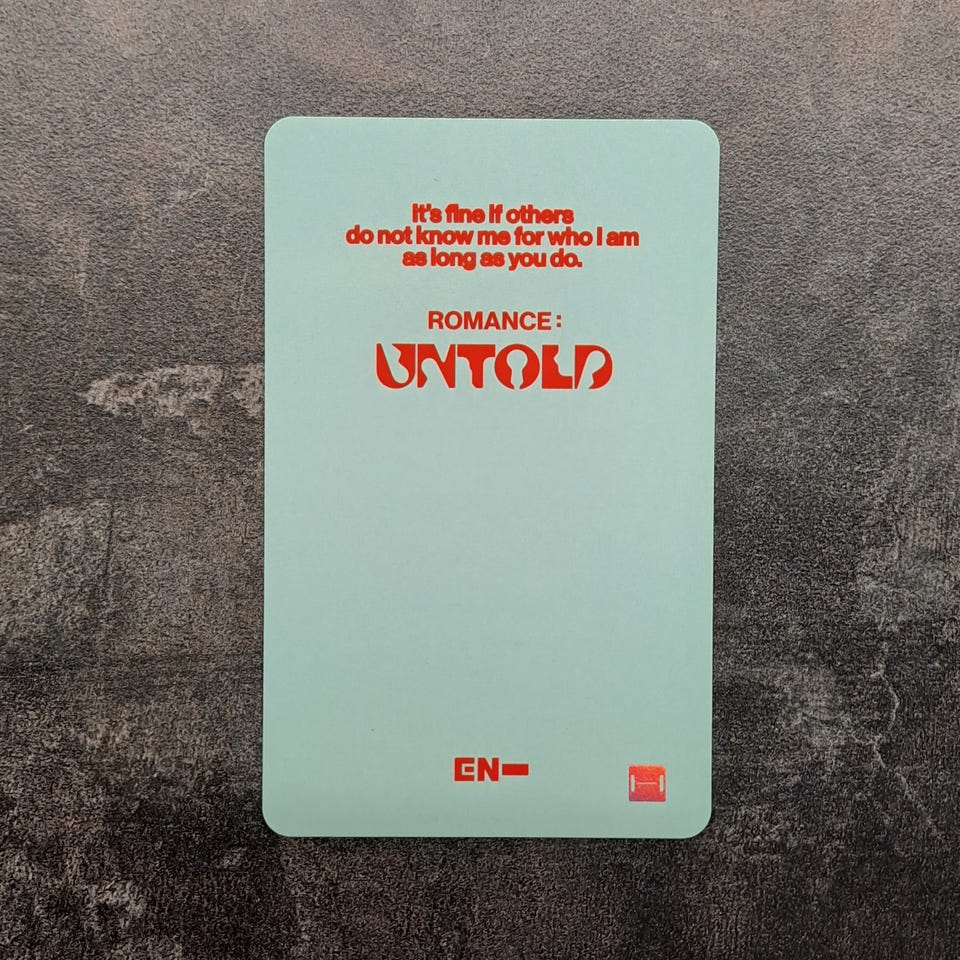 It's fine if others
do not know me for who I am
as long as you do.
ROMANCE :
UNTOLD
EN-